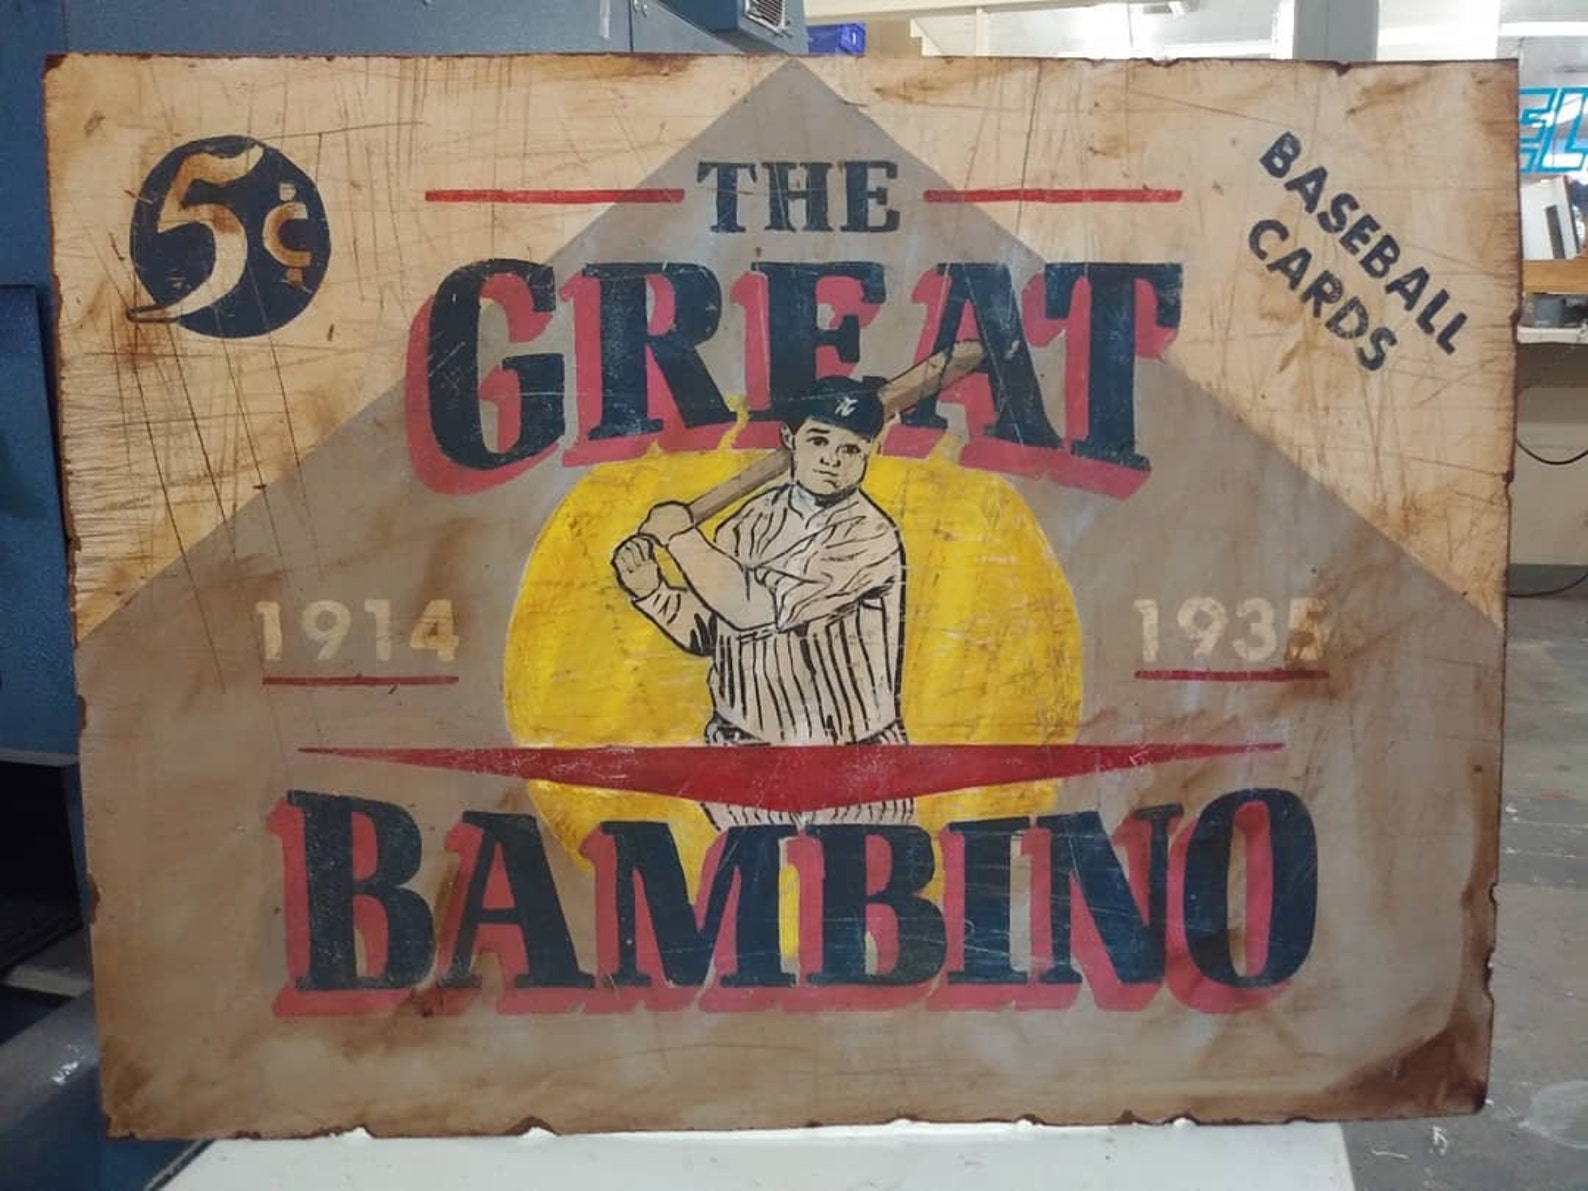 5¢
BASEBALL
CARDS
THE
GREAT
1914
1935
BAMBINO